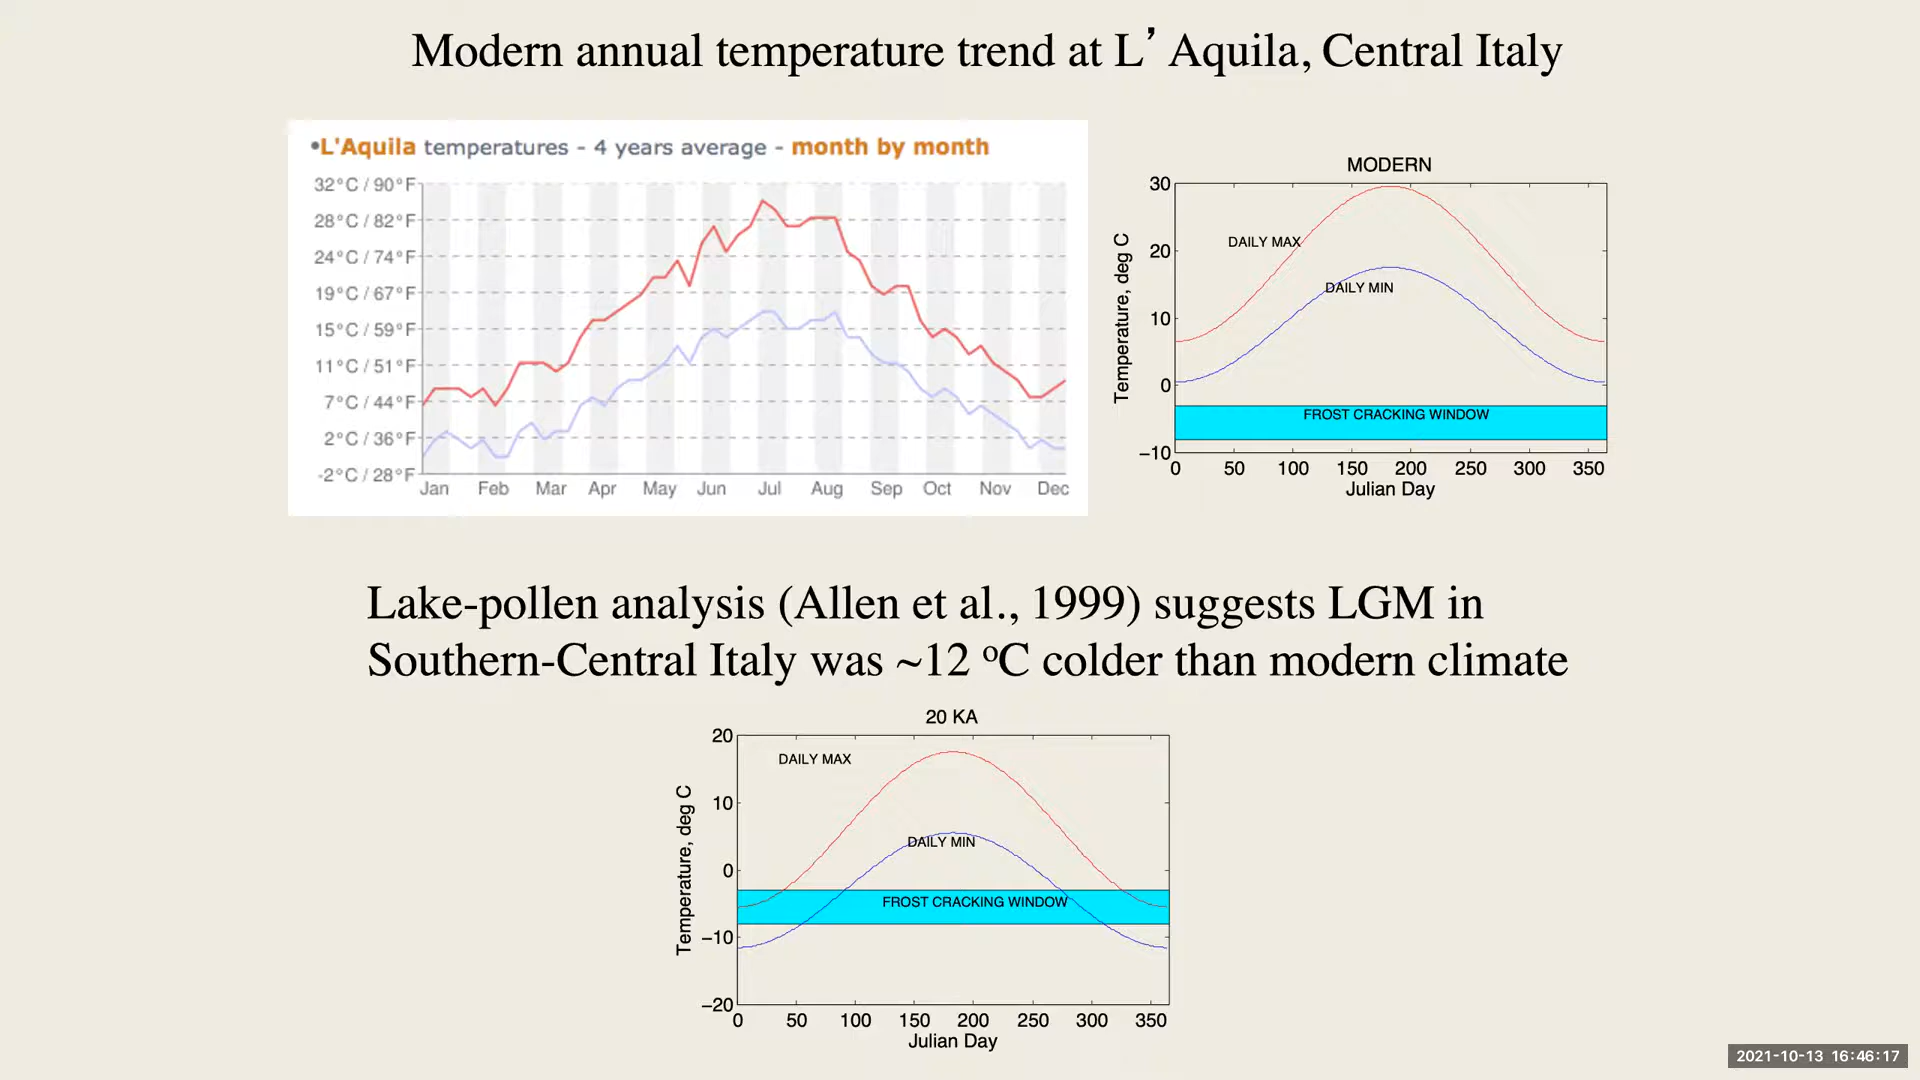 Modern annual temperature trend at L’Aquila, Central Italy
•L'Aquila temperatures - 4 years average - month by month
32°C / 90°F
28°C / 82°F
24°C / 74°F
19°C / 67°F
15°C / 59°F
11°C / 51°F
7°C / 44°F
2°C / 36°F
-2°C / 28°F
Jan Feb Mar Apr May Jun Jul Aug Sep Oct Nov Dec
MODERN
Temperature, deg C
30
20
10
0
−10
DAILY MAX
DAILY MIN
FROST CRACKING WINDOW
0 50 100 150 200 250 300 350
Julian Day
Lake-pollen analysis (Allen et al., 1999) suggests LGM in
Southern-Central Italy was ~12 ºC colder than modern climate
20 KA
Temperature, deg C
20
10
0
−10
−20
DAILY MAX
DAILY MIN
FROST CRACKING WINDOW
0 50 100 150 200 250 300 350
Julian Day
2021-10-13 16:46:17